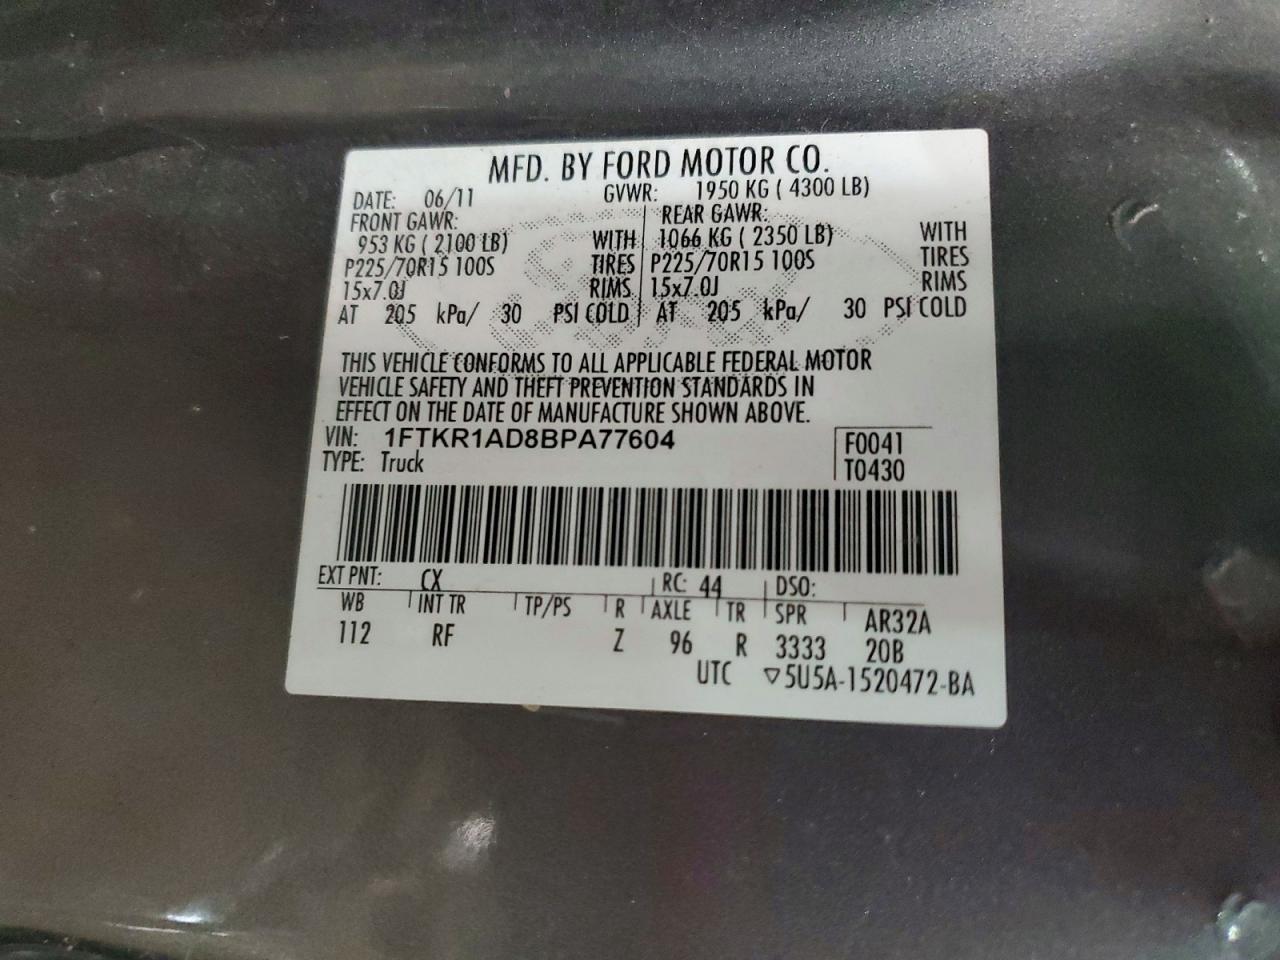 MFD. BY FORD MOTOR CO.
DATE: 06/11 GVWR: 1950 KG ( 4300 LB)
FRONT GAWR: REAR GAWR:
953 KG ( 2100 LB) WITH 1066 KG ( 2350 LB) WITH
P225/70R15 100S TIRES P225/70R15 100S TIRES
15x7.0J RIMS 15x7.0J RIMS
AT 205 kPa/ 30 PSI COLD AT 205 kPa/ 30 PSI COLD
THIS VEHICLE CONFORMS TO ALL APPLICABLE FEDERAL MOTOR
VEHICLE SAFETY AND THEFT PREVENTION STANDARDS IN
EFFECT ON THE DATE OF MANUFACTURE SHOWN ABOVE.
VIN: 1FTKR1AD8BPA77604 F0041
TYPE: Truck T0430
EXT PNT: CX RC: 44 DSO:
WB INT TR TP/PS R AXLE TR SPR AR32A
112 RF Z 96 R 3333 20B
UTC ▽5U5A-1520472-BA